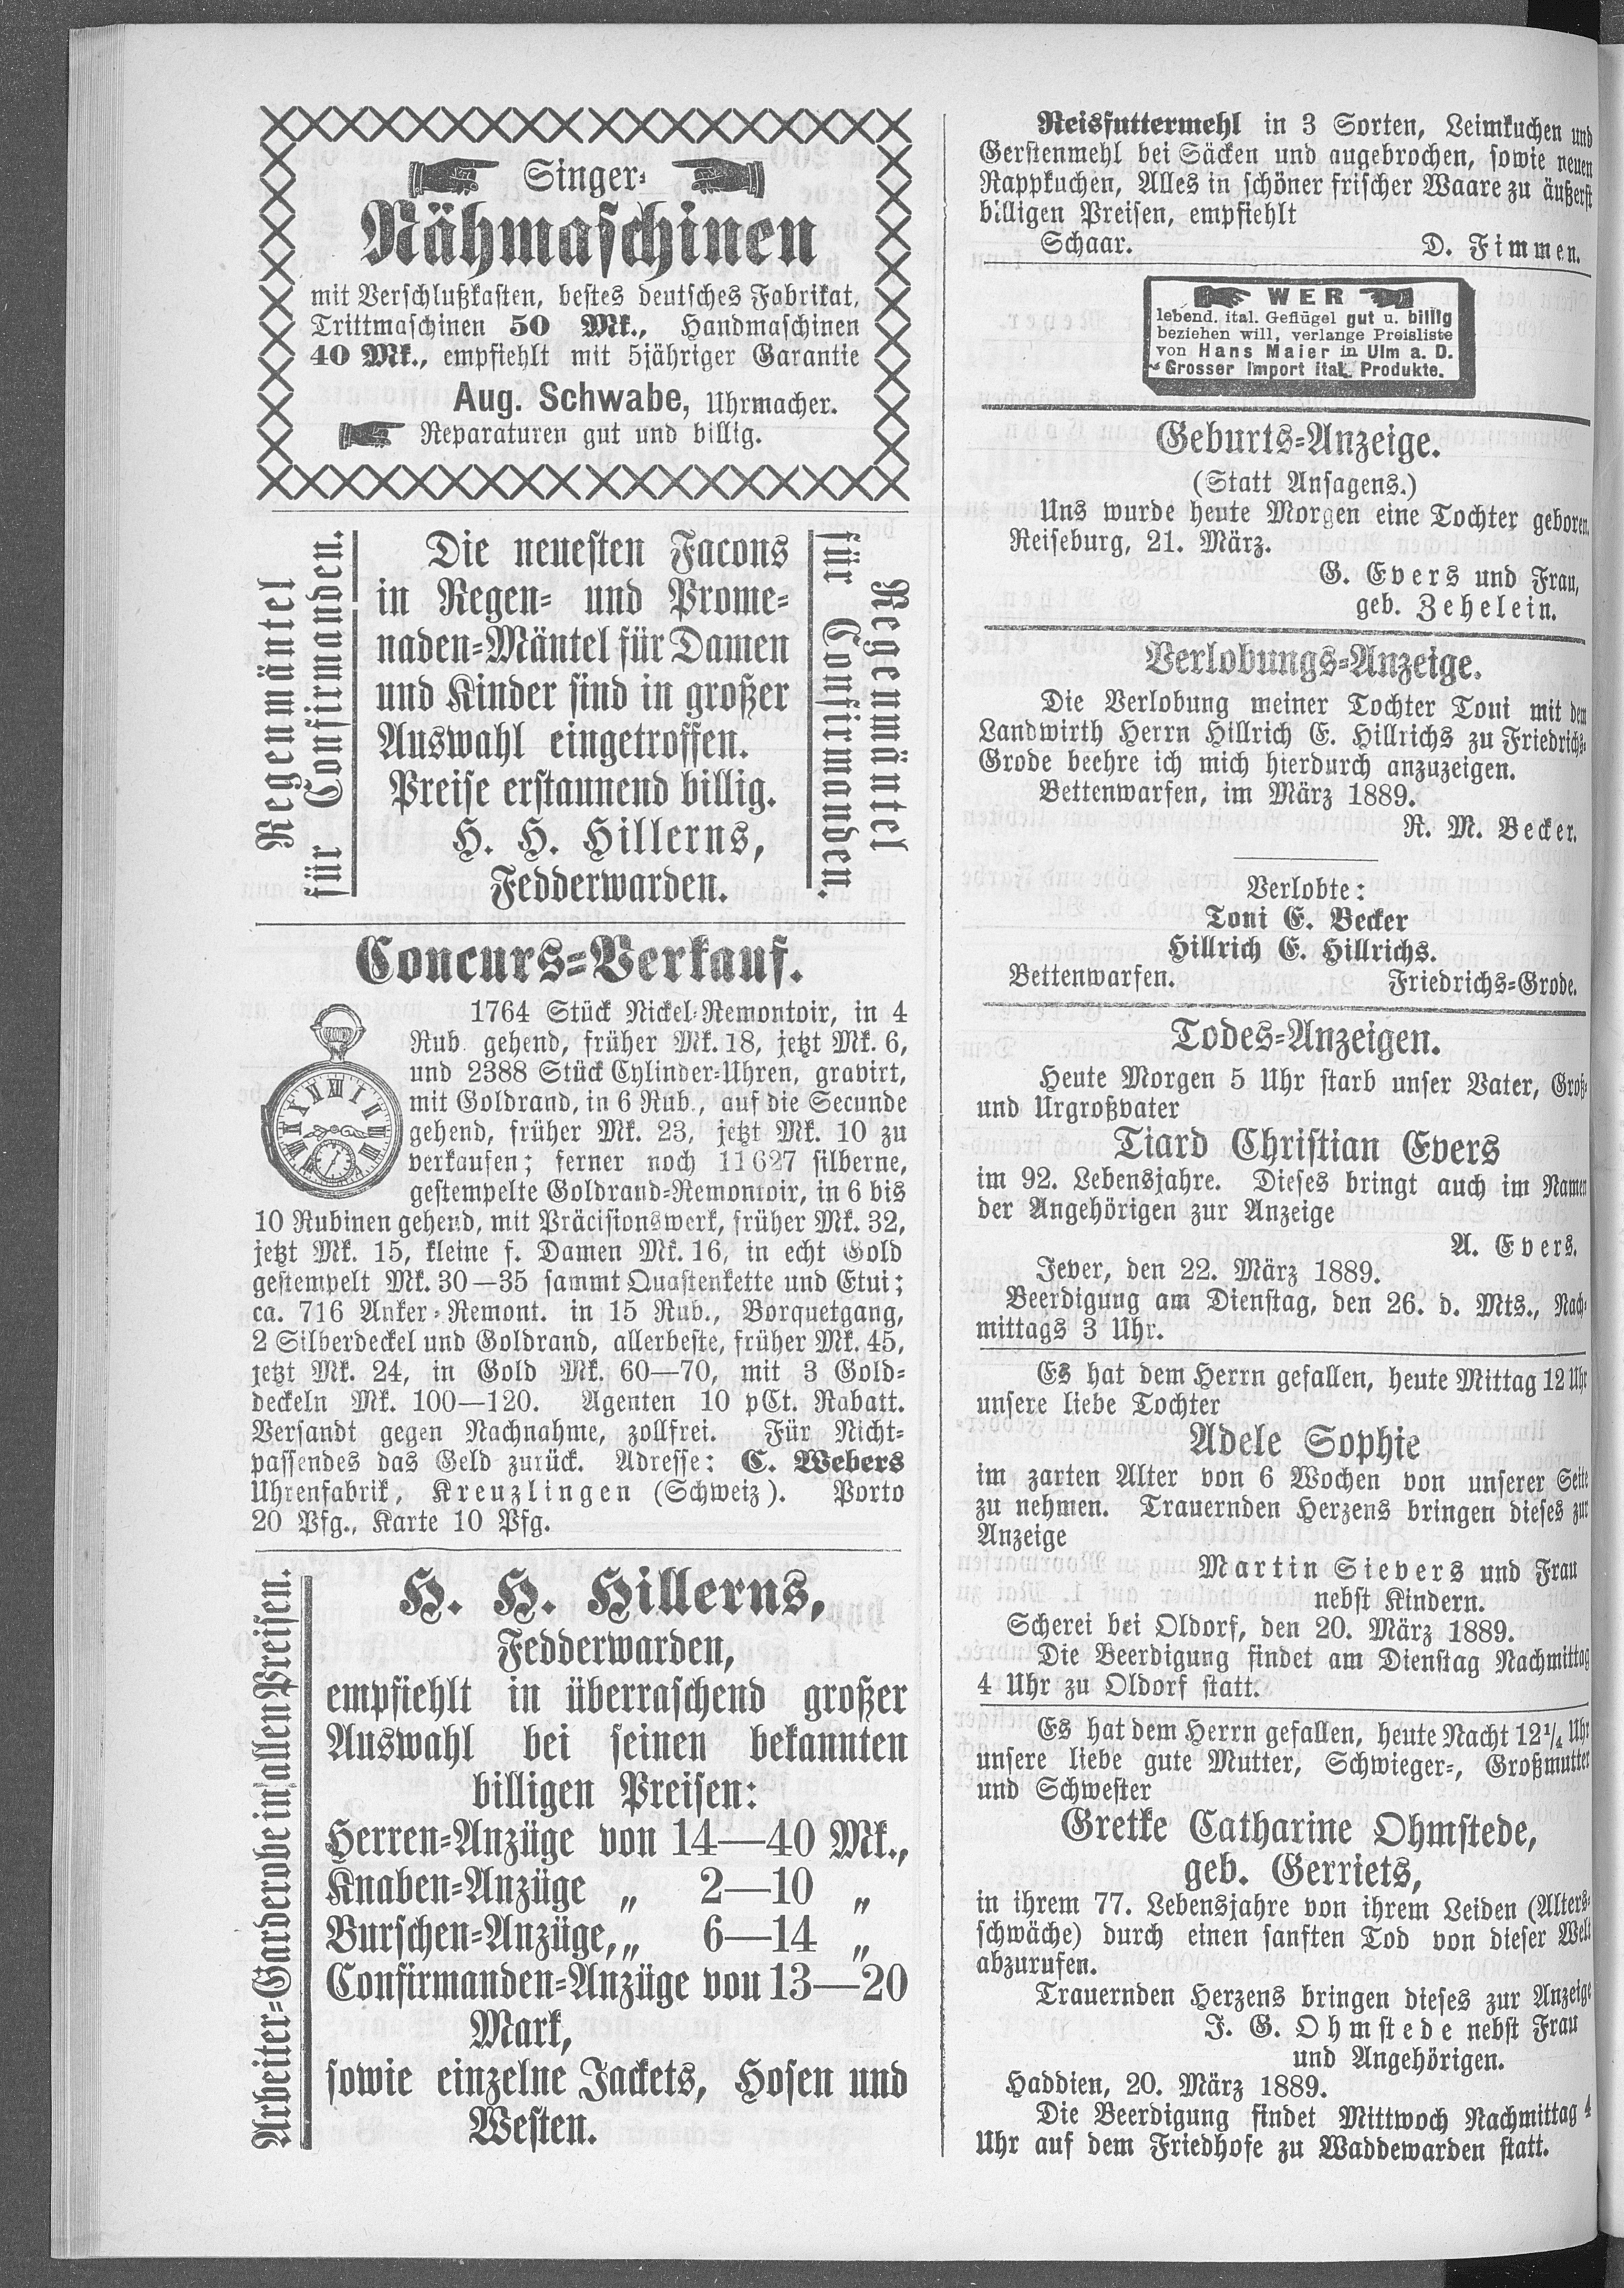 Singer-
Nähmaschinen
mit Verschlußkasten, bestes deutsches Fabrikat,
Trittmaschinen 50 Mk., Handmaschinen
40 Mk., empfiehlt mit 5jähriger Garantie
Aug. Schwabe, Uhrmacher.
Reparaturen gut und billig.
Regenmäntel
für Confirmanden.
Die neuesten Facons
in Regen- und Prome-
naden-Mäntel für Damen
und Kinder sind in großer
Auswahl eingetroffen.
Preise erstaunend billig.
H. H. Hillerns,
Fedderwarden.
Regenmäntel
für Confirmanden.
Concurs-Verkauf.
1764 Stück Nickel-Remontoir, in 4
Rub. gehend, früher Mk. 18, jetzt Mk. 6,
und 2388 Stück Cylinder-Uhren, gravirt,
mit Goldrand, in 6 Rub., auf die Secunde
gehend, früher Mk. 23, jetzt Mk. 10 zu
verkaufen; ferner noch 11627 silberne,
gestempelte Goldrand-Remontoir, in 6 bis
10 Rubinen gehend, mit Präcisionswerk, früher Mk. 32,
jetzt Mk. 15, kleine f. Damen Mk. 16, in echt Gold
gestempelt Mk. 30—35 sammt Quastenkette und Etui;
ca. 716 Anker-Remont. in 15 Rub., Borquetgang,
2 Silberdeckel und Goldrand, allerbeste, früher Mk. 45,
jetzt Mk. 24, in Gold Mk. 60—70, mit 3 Gold-
deckeln Mk. 100—120. Agenten 10 pCt. Rabatt.
Versandt gegen Nachnahme, zollfrei. Für Nicht-
passendes das Geld zurück. Adresse: C. Webers
Uhrenfabrik, Kreuzlingen (Schweiz). Porto
20 Pfg., Karte 10 Pfg.
Arbeiter-Garderobe in allen Preisen.
H. H. Hillerns,
Fedderwarden,
empfiehlt in überraschend großer
Auswahl bei seinen bekannten
billigen Preisen:
Herren-Anzüge von 14—40 Mk.,
Knaben-Anzüge „ 2—10 „
Burschen-Anzüge, „ 6—14 „
Confirmanden-Anzüge von 13—20
Mark,
sowie einzelne Jackets, Hosen und
Westen.
Reisfuttermehl in 3 Sorten, Leimkuchen und
Gerstenmehl bei Säcken und angebrochen, sowie neuen
Rappkuchen, Alles in schöner frischer Waare zu äußerst
billigen Preisen, empfiehlt
Schaar. D. Fimmen.
WER
lebend. ital. Geflügel gut u. billig
beziehen will, verlange Preisliste
von Hans Maier in Ulm a. D.
Grosser Import ital. Produkte.
Geburts-Anzeige.
(Statt Ansagens.)
Uns wurde heute Morgen eine Tochter geboren.
Reiseburg, 21. März.
G. Evers und Frau,
geb. Zehelein.
Verlobungs-Anzeige.
Die Verlobung meiner Tochter Toni mit dem
Landwirth Herrn Hillrich E. Hillrichs zu Friedrichs-
Grode beehre ich mich hierdurch anzuzeigen.
Bettenwarfen, im März 1889.
R. M. Becker.
Verlobte:
Toni E. Becker
Hillrich E. Hillrichs.
Bettenwarfen. Friedrichs-Grode.
Todes-Anzeigen.
Heute Morgen 5 Uhr starb unser Vater, Groß-
und Urgroßvater
Tiard Christian Evers
im 92. Lebensjahre. Dieses bringt auch im Namen
der Angehörigen zur Anzeige
A. Evers.
Jever, den 22. März 1889.
Beerdigung am Dienstag, den 26. d. Mts., Nach-
mittags 3 Uhr.
Es hat dem Herrn gefallen, heute Mittag 12 Uhr
unsere liebe Tochter
Adele Sophie
im zarten Alter von 6 Wochen von unserer Seite
zu nehmen. Trauernden Herzens bringen dieses zur
Anzeige
Martin Sievers und Frau
nebst Kindern.
Scherei bei Oldorf, den 20. März 1889.
Die Beerdigung findet am Dienstag Nachmittag
4 Uhr zu Oldorf statt.
Es hat dem Herrn gefallen, heute Nacht 12¼ Uhr
unsere liebe gute Mutter, Schwieger-, Großmutter
und Schwester
Gretke Catharine Ohmstede,
geb. Gerriets,
in ihrem 77. Lebensjahre von ihrem Leiden (Alters-
schwäche) durch einen sanften Tod von dieser Welt
abzurufen.
Trauernden Herzens bringen dieses zur Anzeige
J. G. Ohmstede nebst Frau
und Angehörigen.
Haddien, 20. März 1889.
Die Beerdigung findet Mittwoch Nachmittag 4
Uhr auf dem Friedhofe zu Waddewarden statt.